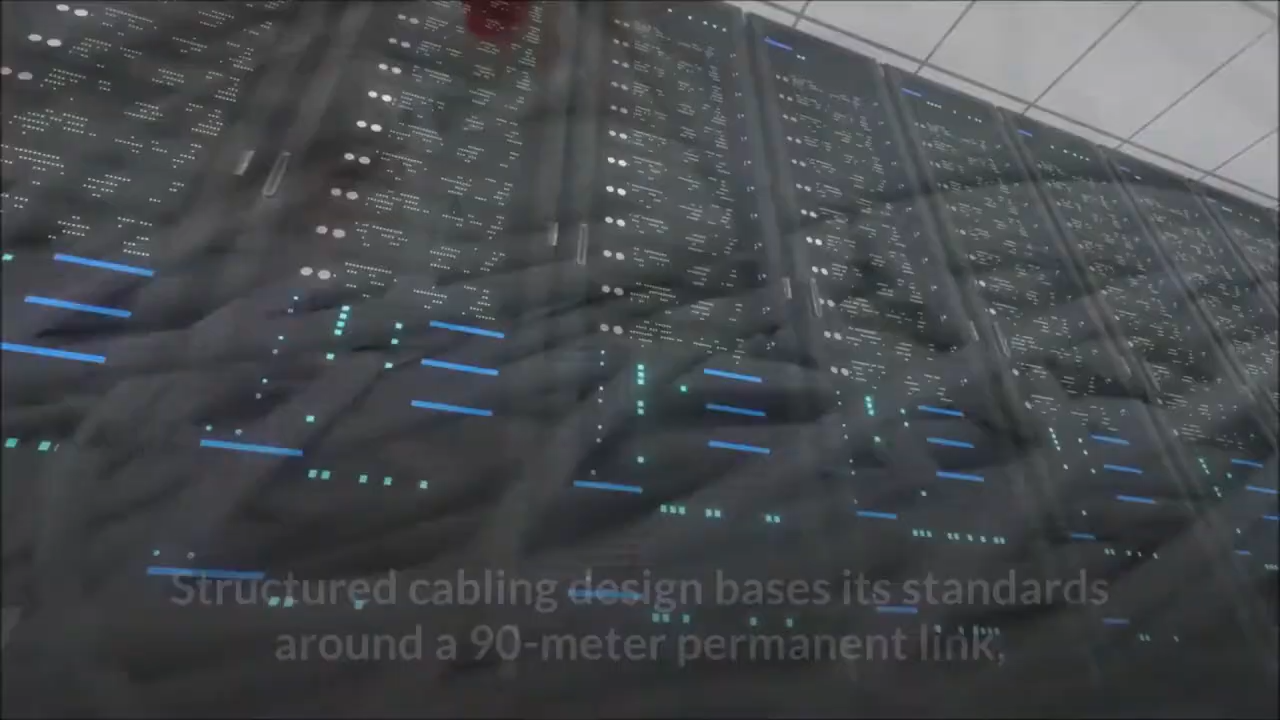 Structured cabling design bases its standards
around a 90-meter permanent link,